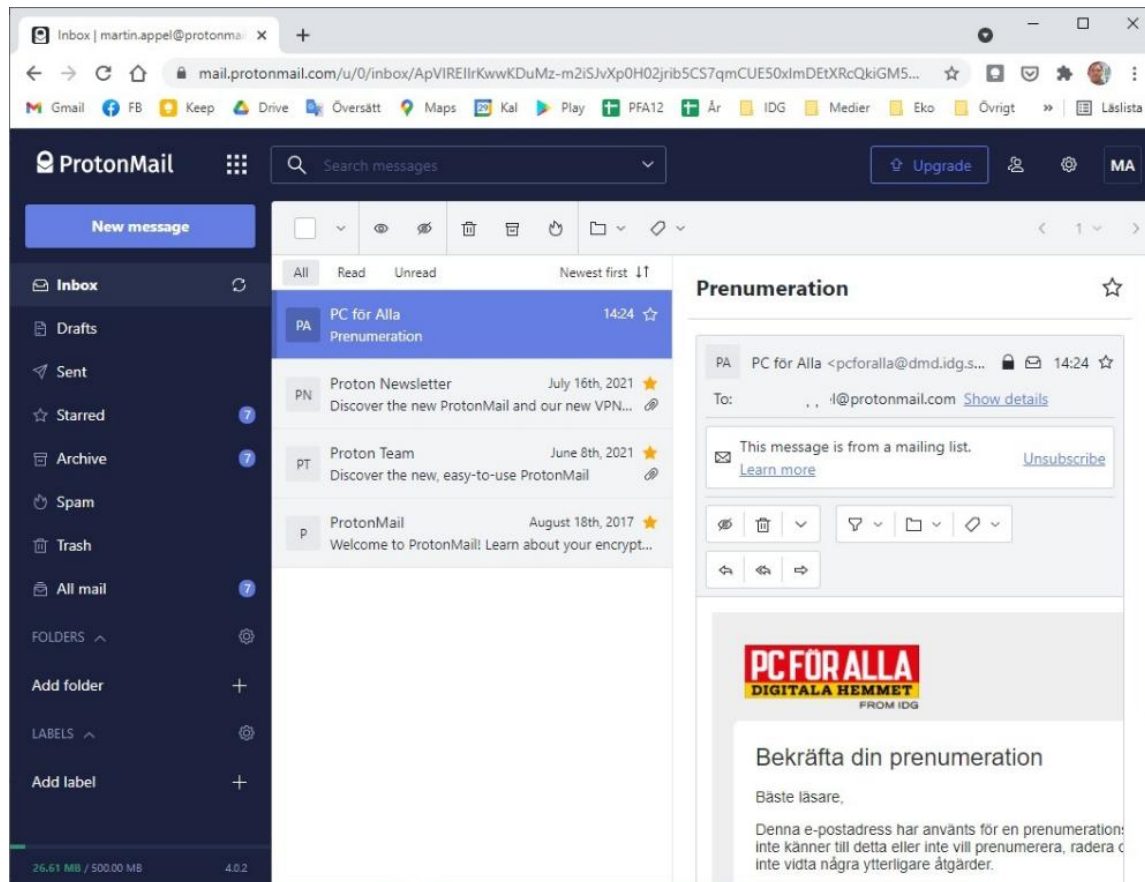 Inbox | martin.appel@protonma
mail.protonmail.com/u/0/inbox/ApVIREIlrKwwKDuMz-m2iSJvXp0H02jrib5CS7qmCUE50xImDEtXRcQkiGM5...
Gmail FB Keep Drive Översätt Maps 29 Kal Play PFA12 År IDG Medier Eko Övrigt » Läslista
ProtonMail
Search messages
Upgrade
MA
New message
Inbox
Drafts
Sent
Starred 7
Archive 7
Spam
Trash
All mail 7
FOLDERS
Add folder
LABELS
Add label
26.61 MB / 500.00 MB 4.0.2
1
All Read Unread Newest first
PA PC för Alla 14:24
Prenumeration
PN Proton Newsletter July 16th, 2021
Discover the new ProtonMail and our new VPN...
PT Proton Team June 8th, 2021
Discover the new, easy-to-use ProtonMail
P ProtonMail August 18th, 2017
Welcome to ProtonMail! Learn about your encrypt...
Prenumeration
PA PC för Alla <pcforalla@dmd.idg.s... 14:24
To: l@protonmail.com Show details
This message is from a mailing list.
Learn more
Unsubscribe
PC FÖR ALLA
DIGITALA HEMMET
FROM IDG
Bekräfta din prenumeration
Bäste läsare,
Denna e-postadress har använts för en prenumerations
inte känner till detta eller inte vill prenumerera, radera
inte vidta några ytterligare åtgärder.